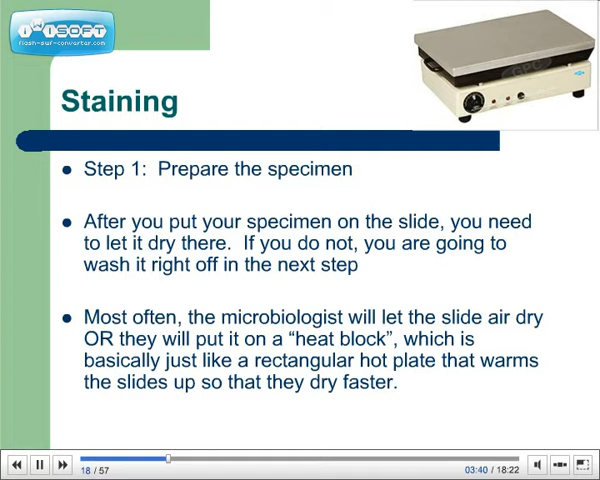 iWiSOFT
flash-swf-converter.com
GPC
Staining
Step 1: Prepare the specimen
After you put your specimen on the slide, you need
to let it dry there. If you do not, you are going to
wash it right off in the next step
Most often, the microbiologist will let the slide air dry
OR they will put it on a “heat block”, which is
basically just like a rectangular hot plate that warms
the slides up so that they dry faster.
18 / 57
03:40 / 18:22